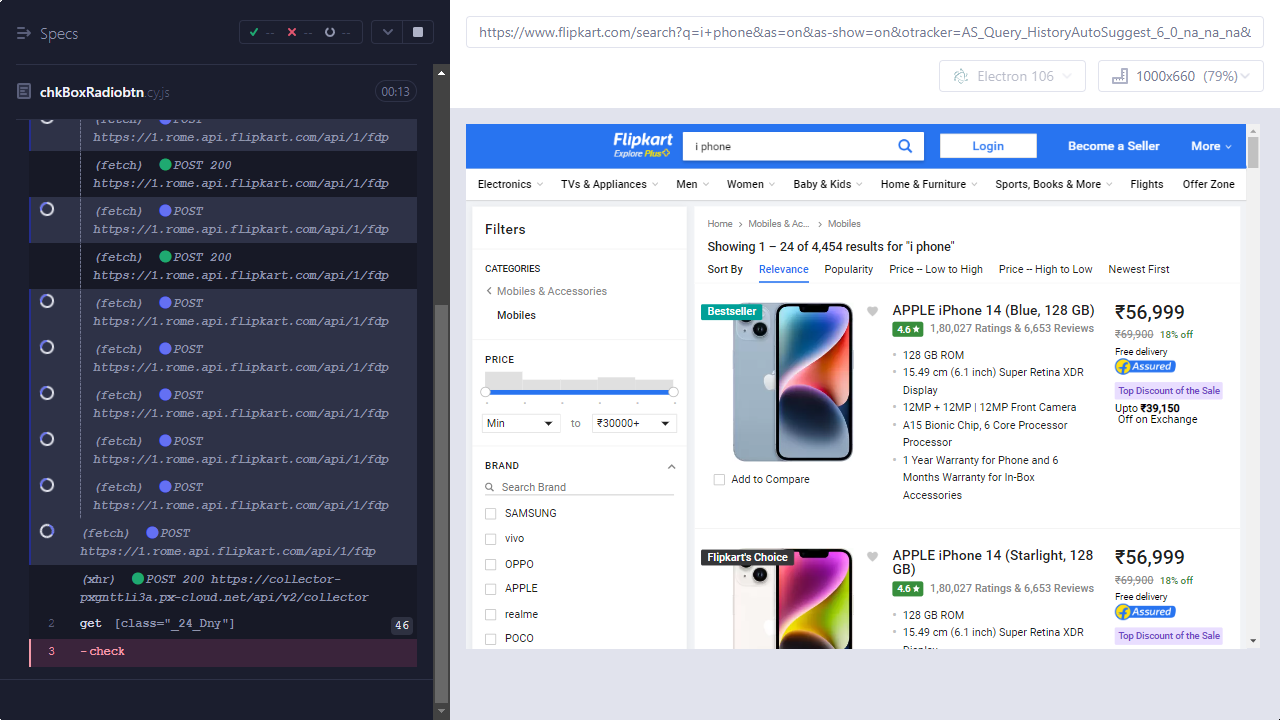 Specs
-- -- --
chkBoxRadiobtn.cy.js
00:13
(fetch) POST
https://1.rome.api.flipkart.com/api/1/fdp
(fetch) POST 200
https://1.rome.api.flipkart.com/api/1/fdp
(fetch) POST
https://1.rome.api.flipkart.com/api/1/fdp
(fetch) POST 200
https://1.rome.api.flipkart.com/api/1/fdp
(fetch) POST
https://1.rome.api.flipkart.com/api/1/fdp
(fetch) POST
https://1.rome.api.flipkart.com/api/1/fdp
(fetch) POST
https://1.rome.api.flipkart.com/api/1/fdp
(fetch) POST
https://1.rome.api.flipkart.com/api/1/fdp
(fetch) POST
https://1.rome.api.flipkart.com/api/1/fdp
(fetch) POST
https://1.rome.api.flipkart.com/api/1/fdp
(xhr) POST 200 https://collector-
.px-cloud.net/api/v2/collector
2 get [class="_24_Dny"] 46
3 -check
https://www.flipkart.com/search?q=i+phone&as=on&as-show=on&otracker=AS_Query_HistoryAutoSuggest_6_0_na_na_na&
Electron 106
1000x660 (79%)
Flipkart
Explore Plus
i phone
Login
Become a Seller
More
Electronics TVs & Appliances Men Women Baby & Kids Home & Furniture Sports, Books & More Flights Offer Zone
Filters
CATEGORIES
Mobiles & Accessories
Mobiles
PRICE
Min to ₹30000+
BRAND
Search Brand
SAMSUNG
vivo
OPPO
APPLE
realme
POCO
Home Mobiles & Ac... Mobiles
Showing 1 – 24 of 4,454 results for "i phone"
Sort By Relevance Popularity Price -- Low to High Price -- High to Low Newest First
Bestseller
Add to Compare
APPLE iPhone 14 (Blue, 128 GB)
4.6 1,80,027 Ratings & 6,653 Reviews
128 GB ROM
15.49 cm (6.1 inch) Super Retina XDR
Display
12MP + 12MP | 12MP Front Camera
A15 Bionic Chip, 6 Core Processor
Processor
1 Year Warranty for Phone and 6
Months Warranty for In-Box
Accessories
₹56,999
₹69,900 18% off
Free delivery
Assured
Top Discount of the Sale
Upto ₹39,150
Off on Exchange
Flipkart's Choice
APPLE iPhone 14 (Starlight, 128
GB)
4.6 1,80,027 Ratings & 6,653 Reviews
128 GB ROM
15.49 cm (6.1 inch) Super Retina XDR
Display
₹56,999
₹69,900 18% off
Free delivery
Assured
Top Discount of the Sale